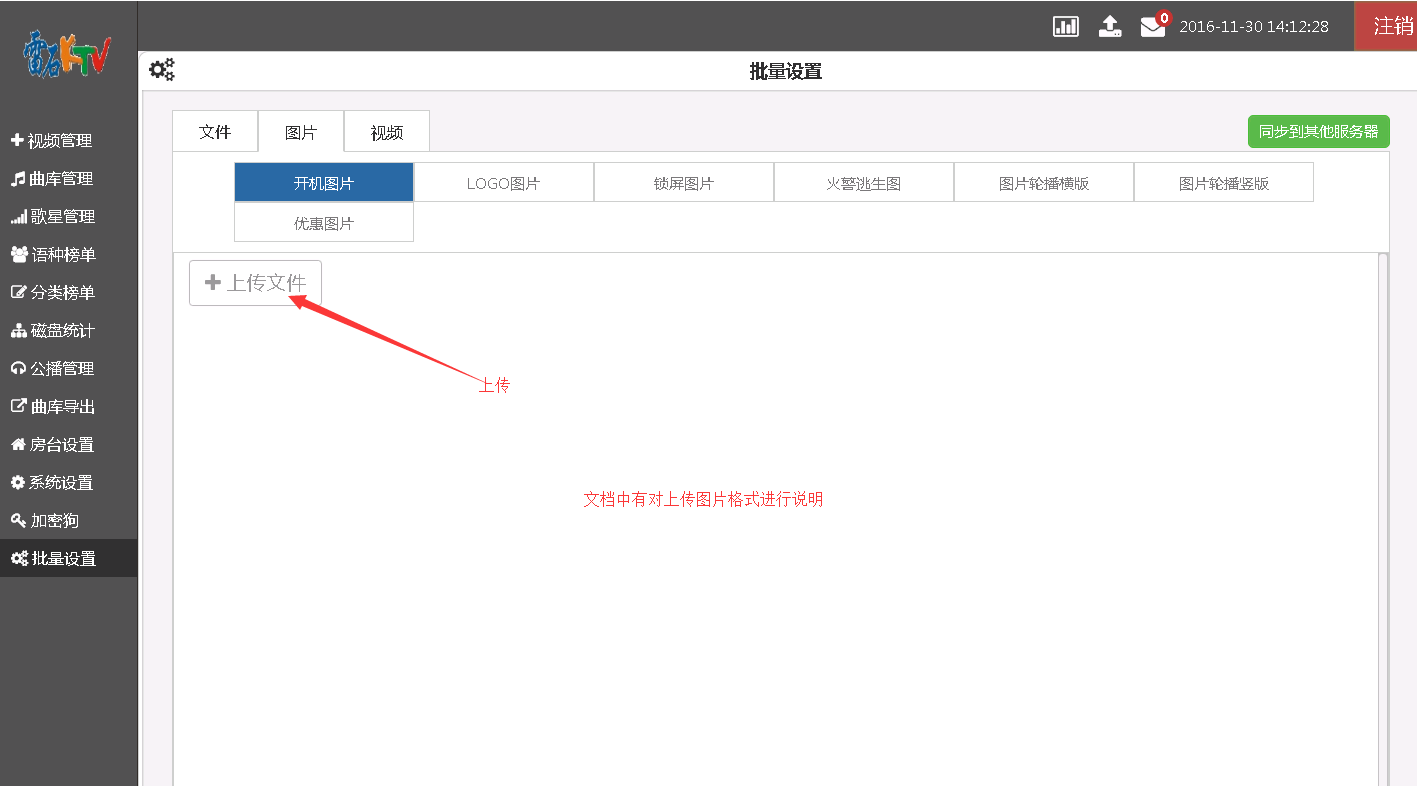 雷石KTV
0
2016-11-30 14:12:28
注销
批量设置
视频管理
曲库管理
歌星管理
语种榜单
分类榜单
磁盘统计
公播管理
曲库导出
房台设置
系统设置
加密狗
批量设置
文件
图片
视频
同步到其他服务器
开机图片
LOGO图片
锁屏图片
火警逃生图
图片轮播横版
图片轮播竖版
优惠图片
上传文件
上传
文档中有对上传图片格式进行说明